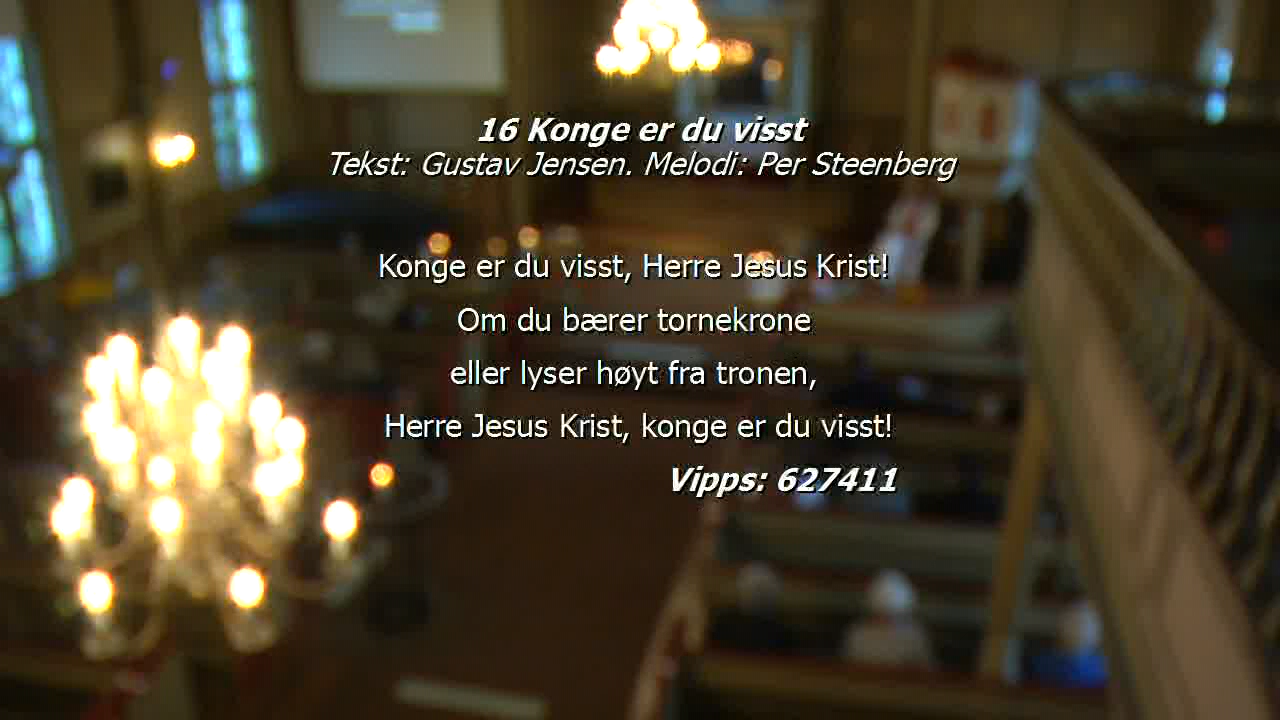 16 Konge er du visst
Tekst: Gustav Jensen. Melodi: Per Steenberg
Konge er du visst, Herre Jesus Krist!
Om du bærer tornekrone
eller lyser høyt fra tronen,
Herre Jesus Krist, konge er du visst!
Vipps: 627411